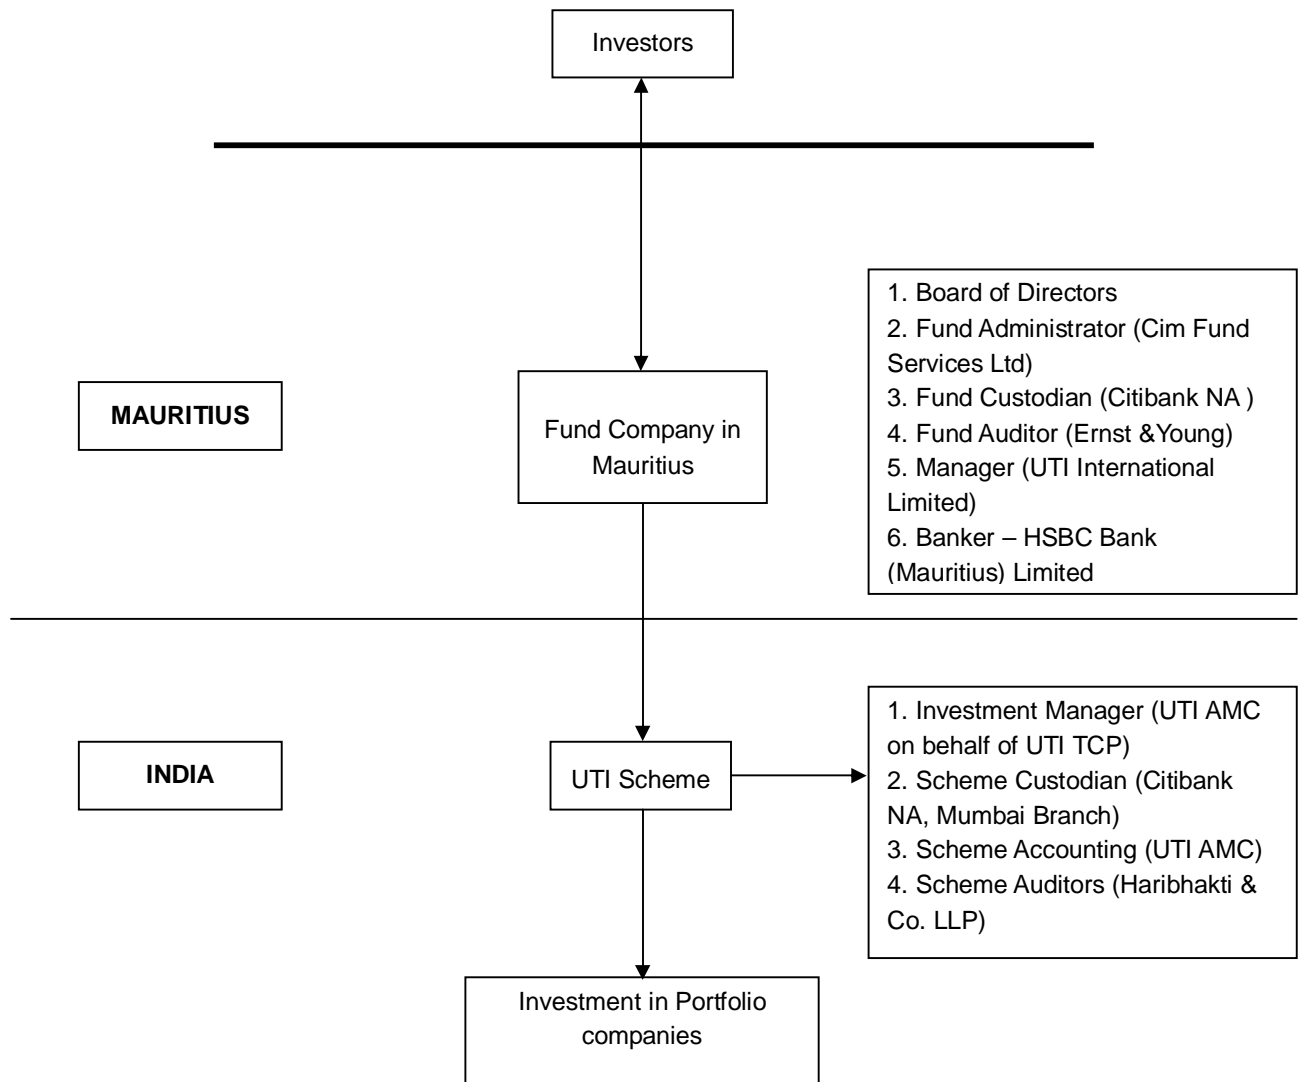 Investors
1. Board of Directors
2. Fund Administrator (Cim Fund
Services Ltd)
3. Fund Custodian (Citibank NA )
4. Fund Auditor (Ernst &Young)
5. Manager (UTI International
Limited)
6. Banker – HSBC Bank
(Mauritius) Limited
MAURITIUS
Fund Company in
Mauritius
1. Investment Manager (UTI AMC
on behalf of UTI TCP)
2. Scheme Custodian (Citibank
NA, Mumbai Branch)
3. Scheme Accounting (UTI AMC)
4. Scheme Auditors (Haribhakti &
Co. LLP)
INDIA
UTI Scheme
Investment in Portfolio
companies